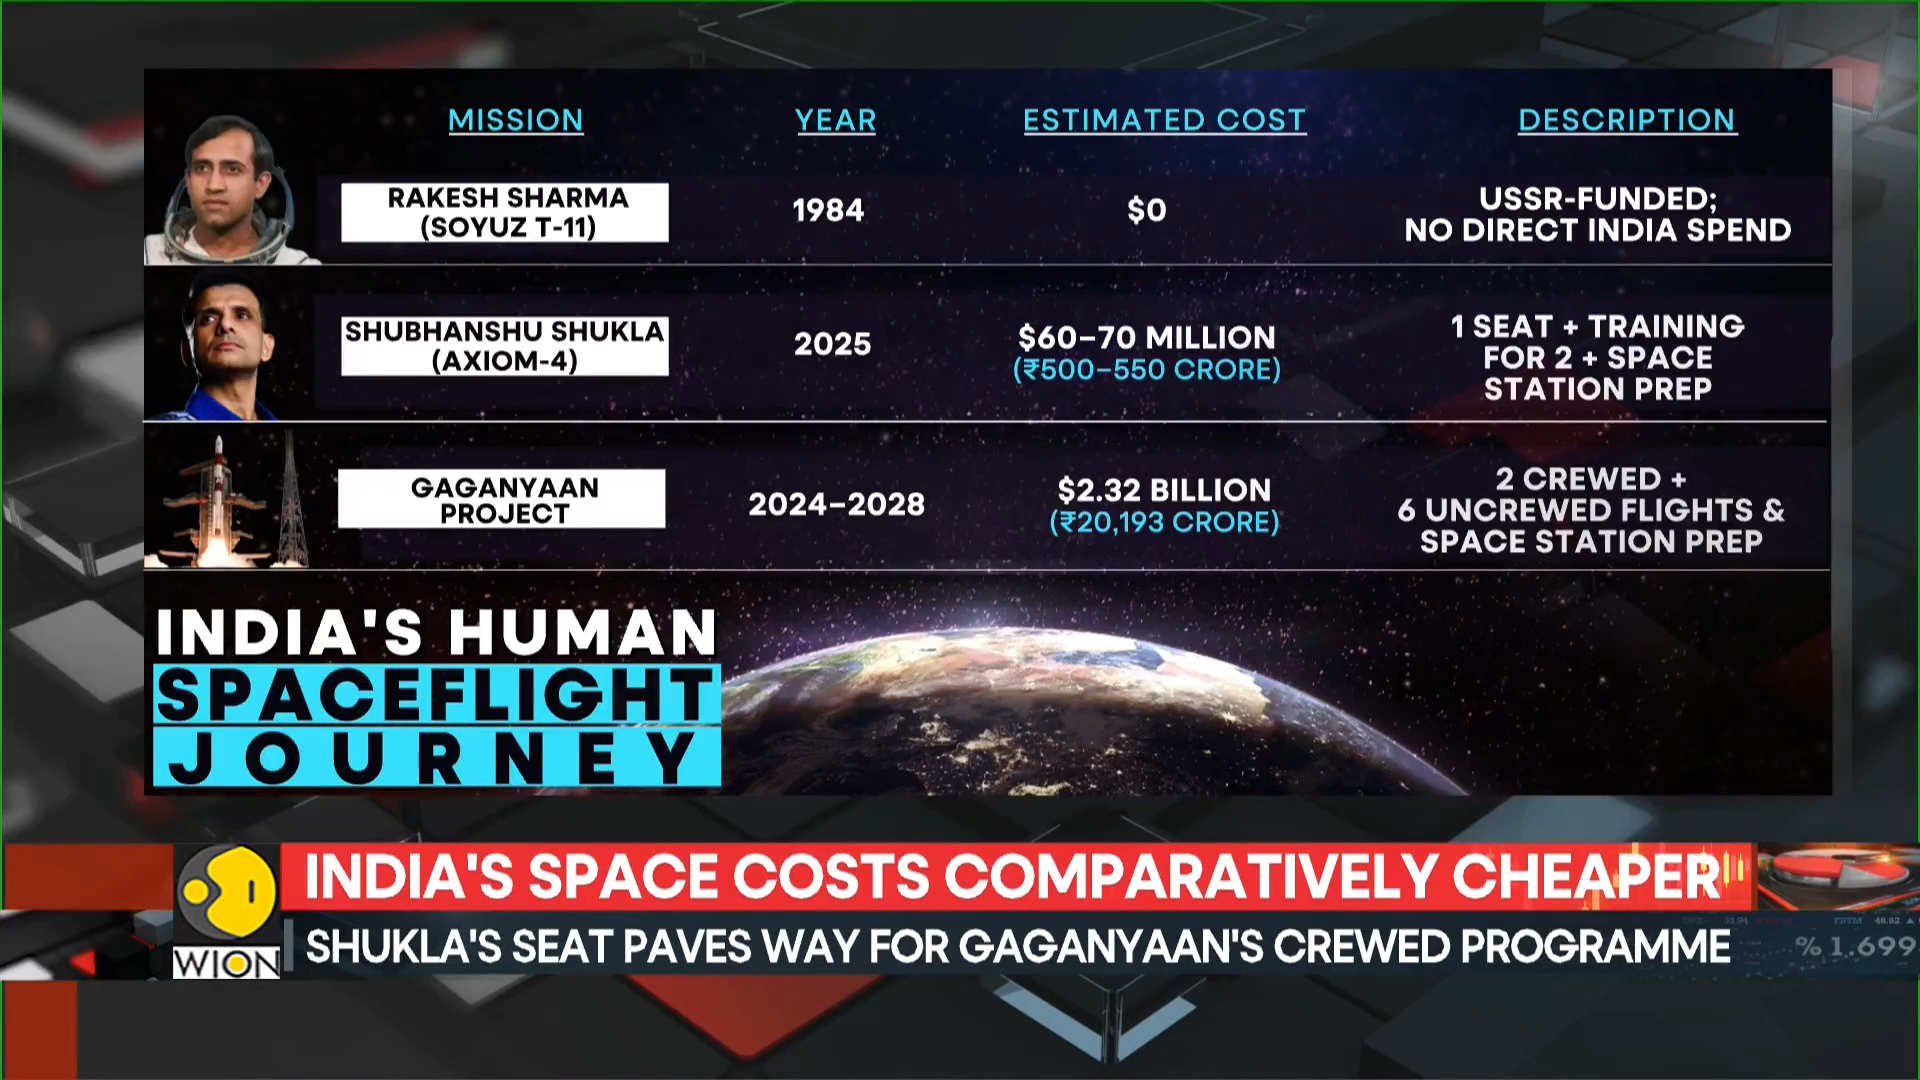 MISSION YEAR ESTIMATED COST DESCRIPTION
RAKESH SHARMA
(SOYUZ T-11)
1984
$0
USSR-FUNDED;
NO DIRECT INDIA SPEND
SHUBHANSHU SHUKLA
(AXIOM-4)
2025
$60–70 MILLION
(₹500–550 CRORE)
1 SEAT + TRAINING
FOR 2 + SPACE
STATION PREP
GAGANYAAN
PROJECT
2024–2028
$2.32 BILLION
(₹20,193 CRORE)
2 CREWED +
6 UNCREWED FLIGHTS &
SPACE STATION PREP
INDIA'S HUMAN
SPACEFLIGHT
JOURNEY
INDIA'S SPACE COSTS COMPARATIVELY CHEAPER
SHUKLA'S SEAT PAVES WAY FOR GAGANYAAN'S CREWED PROGRAMME
WION
% 1.699